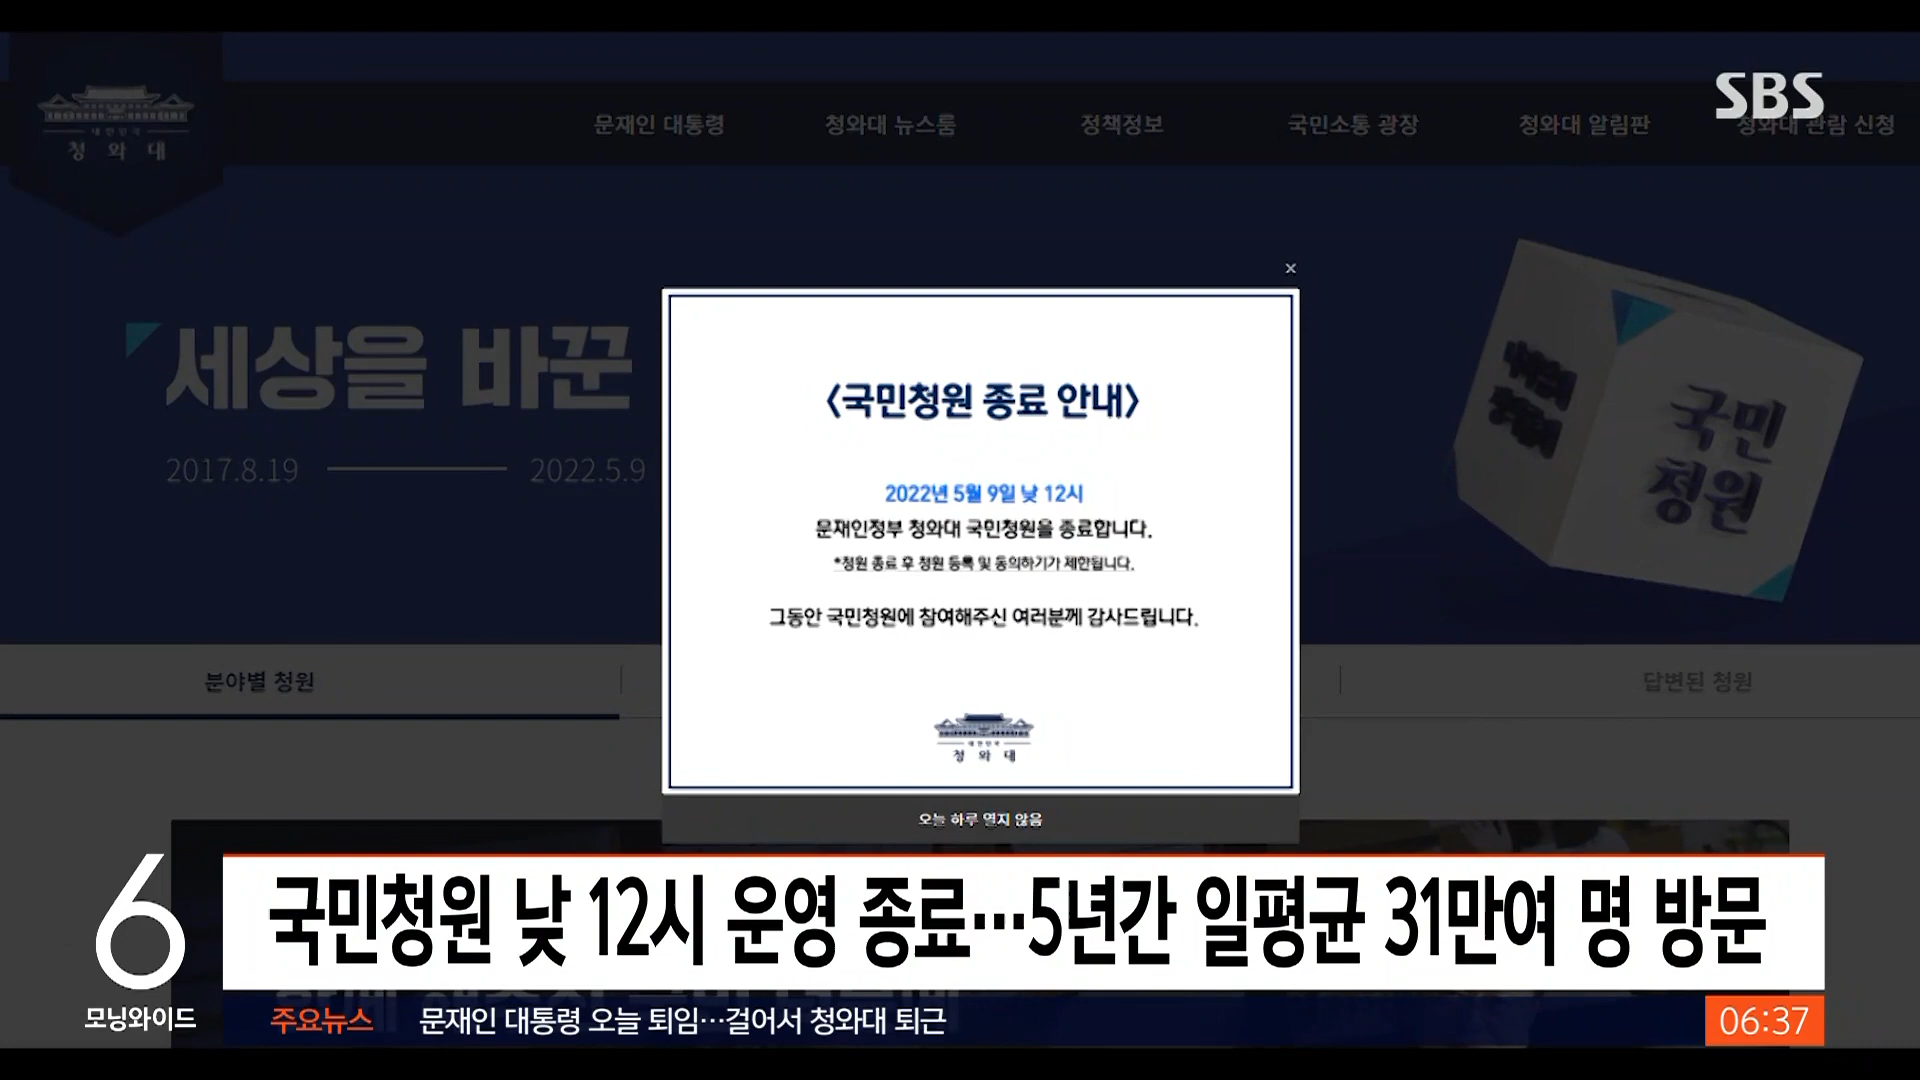 SBS
대한민국
청와대
문재인 대통령
청와대 뉴스룸
정책정보
국민소통 광장
청와대 알림판
청와대 관람 신청
×
세상을 바꾼
2017.8.19
2022.5.9
국민
청원
<국민청원 종료 안내>
2022년 5월 9일 낮 12시
문재인정부 청와대 국민청원을 종료합니다.
*청원 종료 후 청원 등록 및 동의하기가 제한됩니다.
그동안 국민청원에 참여해주신 여러분께 감사드립니다.
대한민국
청와대
오늘 하루 열지 않음
분야별 청원
답변된 청원
6
모닝와이드
국민청원 낮 12시 운영 종료…5년간 일평균 31만여 명 방문
주요뉴스
문재인 대통령 오늘 퇴임…걸어서 청와대 퇴근
06:37